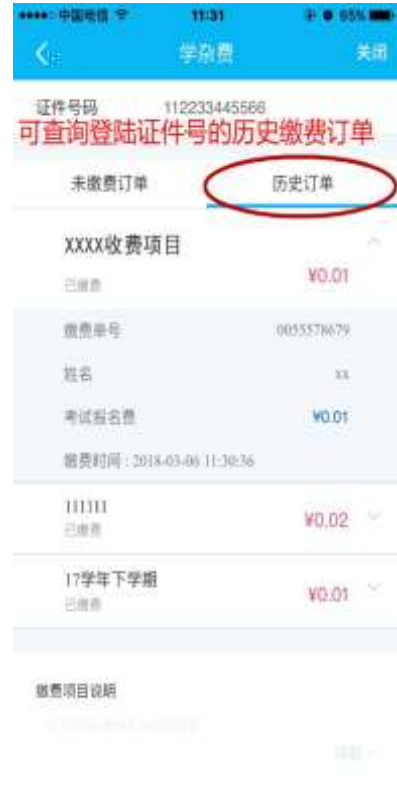 中国电信 11:31 95%
学杂费 关闭
证件号码 112233445566
可查询登陆证件号的历史缴费订单
未缴费订单 历史订单
XXXX收费项目
已缴费 ¥0.01
缴费单号 0055578679
姓名 xx
考试报名费 ¥0.01
缴费时间：2018-03-06 11:30:36
111111
已缴费 ¥0.02
17学年下学期
已缴费 ¥0.01
缴费项目说明